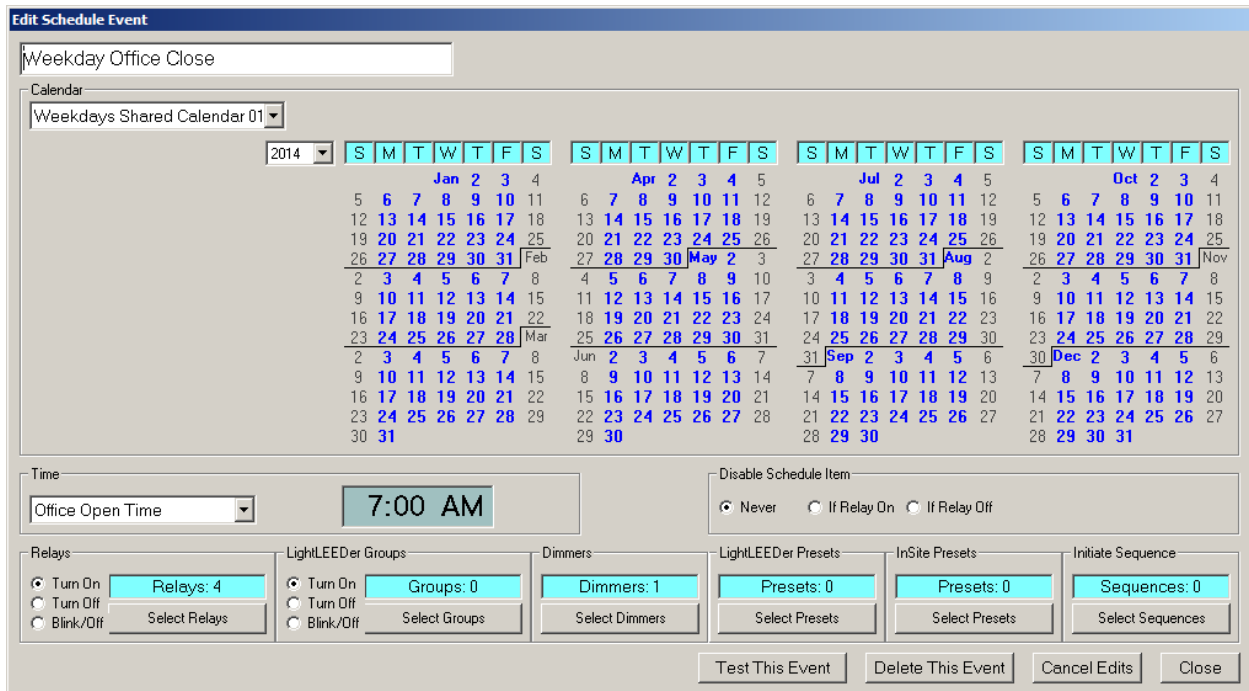 Edit Schedule Event
Weekday Office Close
Calendar
Weekdays Shared Calendar 01
2014 S M T W T F S S M T W T F S S M T W T F S S M T W T F S
Jan 2 3 4 Apr 2 3 4 5 Jul 2 3 4 5 Oct 2 3 4
5 6 7 8 9 10 11 6 7 8 9 10 11 12 6 7 8 9 10 11 12 5 6 7 8 9 10 11
12 13 14 15 16 17 18 13 14 15 16 17 18 19 13 14 15 16 17 18 19 12 13 14 15 16 17 18
19 20 21 22 23 24 25 20 21 22 23 24 25 26 20 21 22 23 24 25 26 19 20 21 22 23 24 25
26 27 28 29 30 31 Feb 27 28 29 30 May 2 3 27 28 29 30 31 Aug 2 26 27 28 29 30 31 Nov
2 3 4 5 6 7 8 4 5 6 7 8 9 10 3 4 5 6 7 8 9 2 3 4 5 6 7 8
9 10 11 12 13 14 15 11 12 13 14 15 16 17 10 11 12 13 14 15 16 9 10 11 12 13 14 15
16 17 18 19 20 21 22 18 19 20 21 22 23 24 17 18 19 20 21 22 23 16 17 18 19 20 21 22
23 24 25 26 27 28 Mar 25 26 27 28 29 30 31 24 25 26 27 28 29 30 23 24 25 26 27 28 29
2 3 4 5 6 7 8 Jun 2 3 4 5 6 7 31 Sep 2 3 4 5 6 30 Dec 2 3 4 5 6
9 10 11 12 13 14 15 8 9 10 11 12 13 14 7 8 9 10 11 12 13 7 8 9 10 11 12 13
16 17 18 19 20 21 22 15 16 17 18 19 20 21 14 15 16 17 18 19 20 14 15 16 17 18 19 20
23 24 25 26 27 28 29 22 23 24 25 26 27 28 21 22 23 24 25 26 27 21 22 23 24 25 26 27
30 31 29 30 28 29 30 28 29 30 31
Time Disable Schedule Item
Office Open Time 7:00 AM Never If Relay On If Relay Off
Relays LightLEEDer Groups Dimmers LightLEEDer Presets InSite Presets Initiate Sequence
Turn On Relays: 4 Turn On Groups: 0 Dimmers: 1 Presets: 0 Presets: 0 Sequences: 0
Turn Off Turn Off
Blink/Off Select Relays Blink/Off Select Groups Select Dimmers Select Presets Select Presets Select Sequences
Test This Event Delete This Event Cancel Edits Close